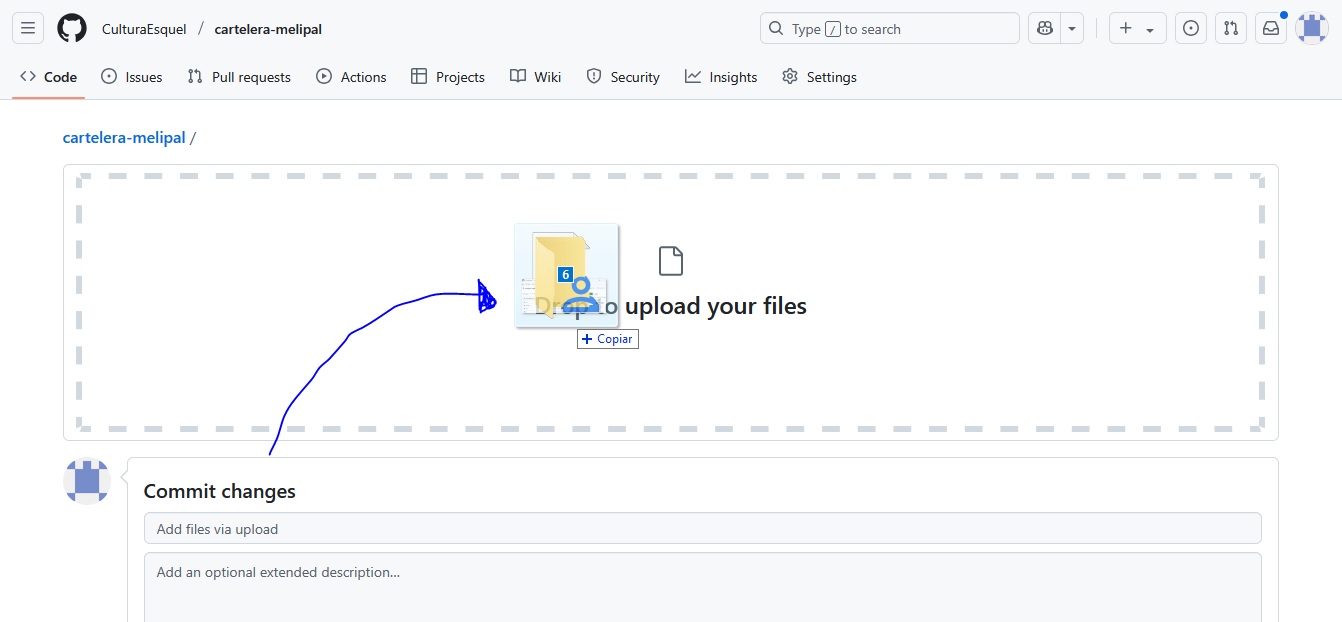 CulturaEsquel / cartelera-melipal
Type / to search
Code Issues Pull requests Actions Projects Wiki Security Insights Settings
cartelera-melipal /
6
Drop to upload your files
+ Copiar
Commit changes
Add files via upload
Add an optional extended description...